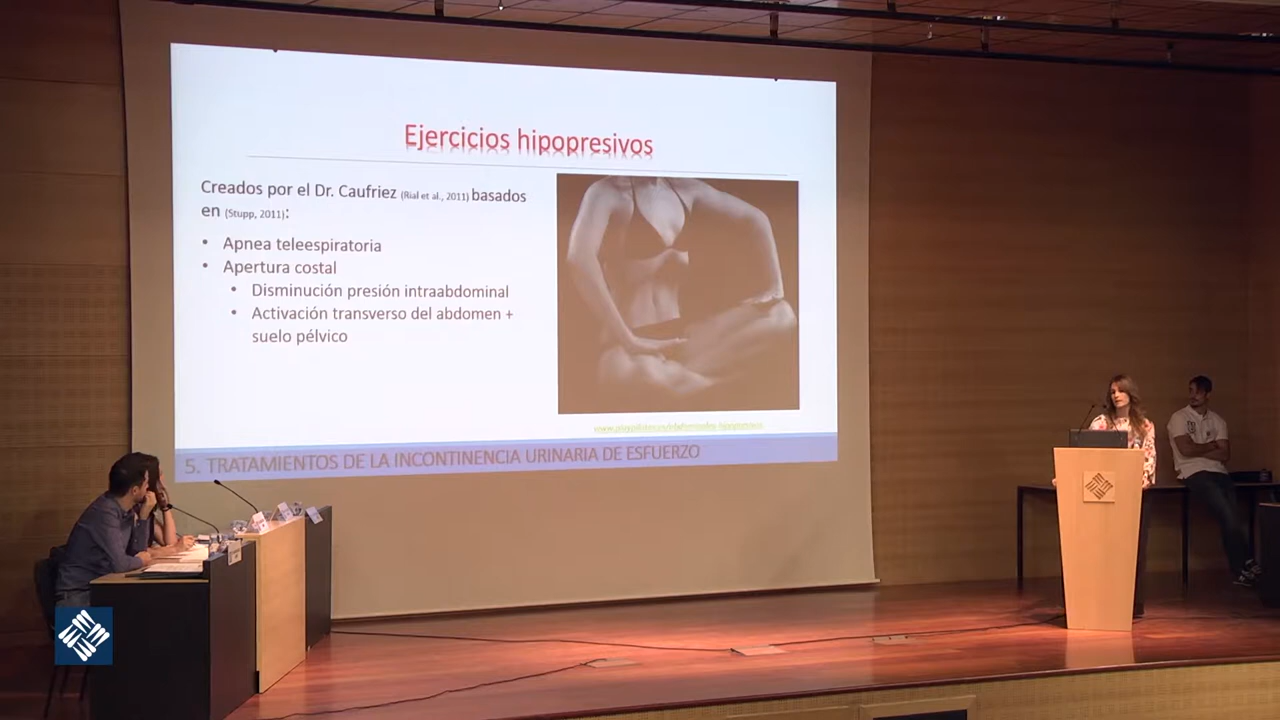 Ejercicios hipopresivos
Creados por el Dr. Caufriez (Rial et al., 2011) basados
en (Stupp, 2011):
• Apnea teleespiratoria
• Apertura costal
• Disminución presión intraabdominal
• Activación transverso del abdomen +
suelo pélvico
5. TRATAMIENTOS DE LA INCONTINENCIA URINARIA DE ESFUERZO